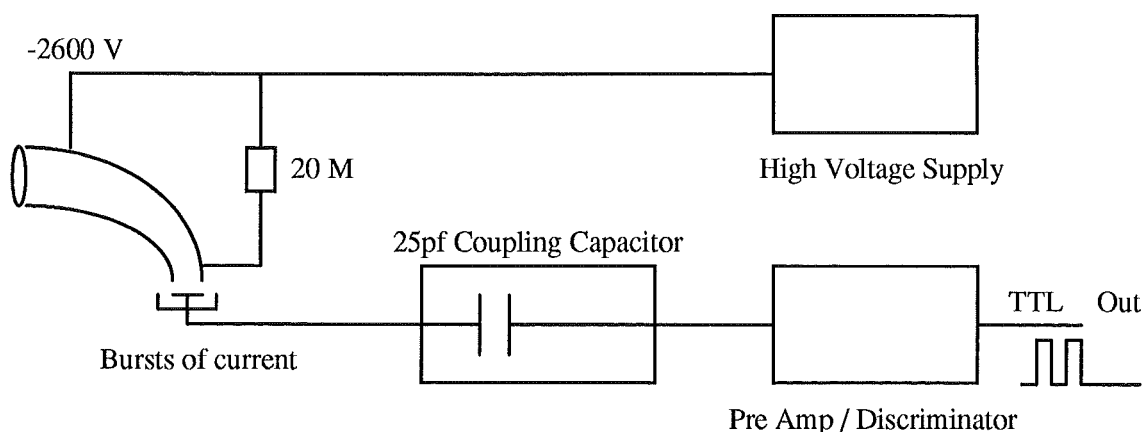 -2600 V
20 M
High Voltage Supply
25pf Coupling Capacitor
TTL Out
Bursts of current
Pre Amp / Discriminator